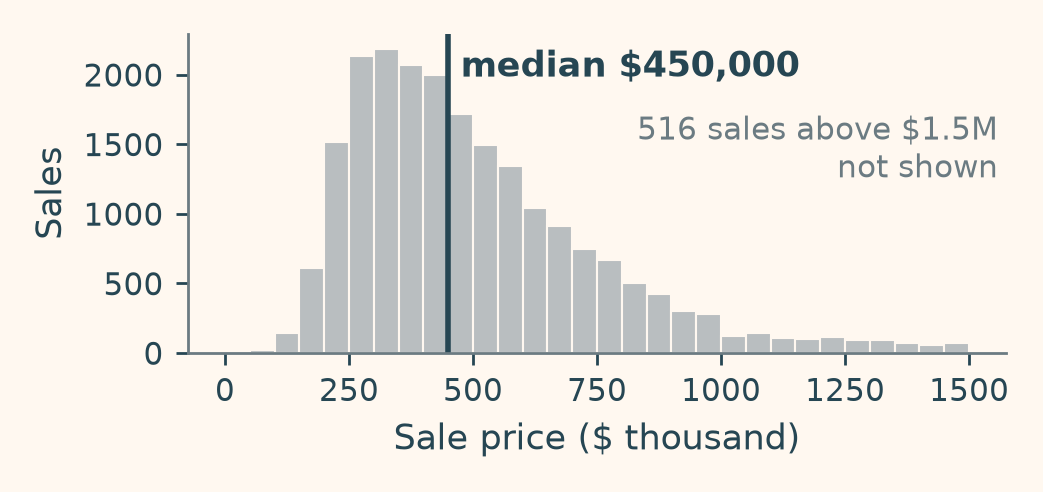 median $450,000
516 sales above $1.5M
not shown
Sales
2000
1500
1000
500
0
0 250 500 750 1000 1250 1500
Sale price ($ thousand)